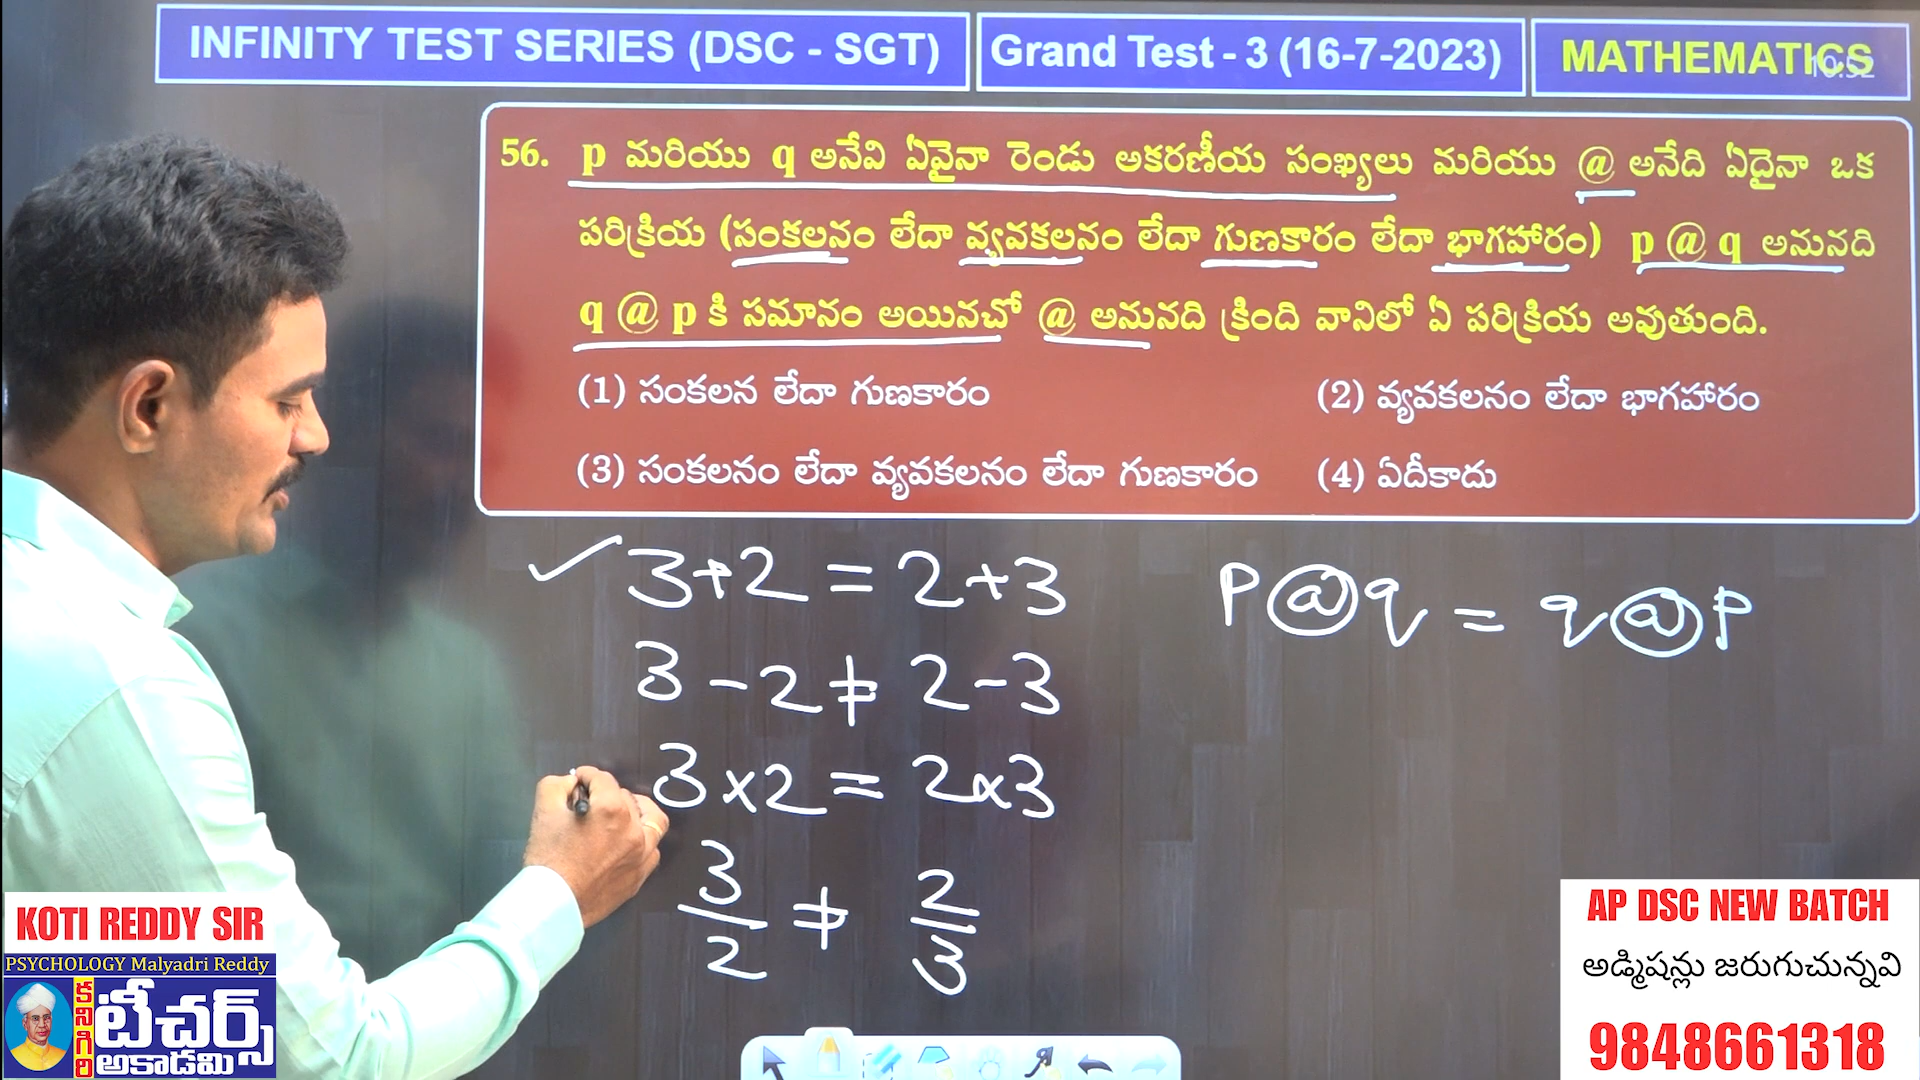 INFINITY TEST SERIES (DSC - SGT) Grand Test - 3 (16-7-2023) MATHEMATICS
10:52
56. p మరియు q అనేవి ఏవైనా రెండు అకరణీయ సంఖ్యలు మరియు @ అనేది ఏదైనా ఒక
పరిక్రియ (సంకలనం లేదా వ్యవకలనం లేదా గుణకారం లేదా భాగహారం) p @ q అనునది
q @ p కి సమానం అయినచో @ అనునది క్రింది వానిలో ఏ పరిక్రియ అవుతుంది.
(1) సంకలన లేదా గుణకారం (2) వ్యవకలనం లేదా భాగహారం
(3) సంకలనం లేదా వ్యవకలనం లేదా గుణకారం (4) ఏదీకాదు
✓ 3+2 = 2+3
P@q = q@P
3 - 2 ≠ 2 - 3
3 × 2 = 2 × 3
3/2 ≠ 2/3
KOTI REDDY SIR
PSYCHOLOGY Malyadri Reddy
కనిగిరి
టీచర్స్
అకాడమి
AP DSC NEW BATCH
అడ్మిషన్లు జరుగుచున్నవి
9848661318